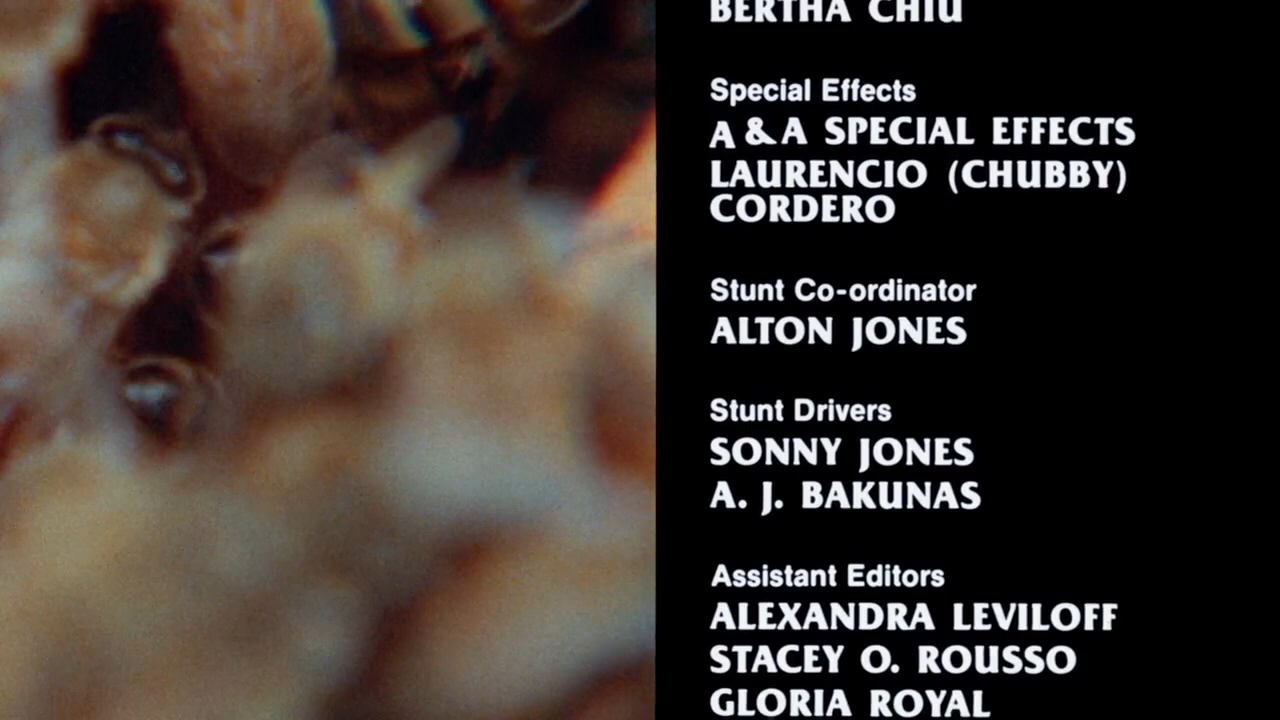 BERTHA CHIU
Special Effects
A & A SPECIAL EFFECTS
LAURENCIO (CHUBBY)
CORDERO
Stunt Co-ordinator
ALTON JONES
Stunt Drivers
SONNY JONES
A. J. BAKUNAS
Assistant Editors
ALEXANDRA LEVILOFF
STACEY O. ROUSSO
GLORIA ROYAL